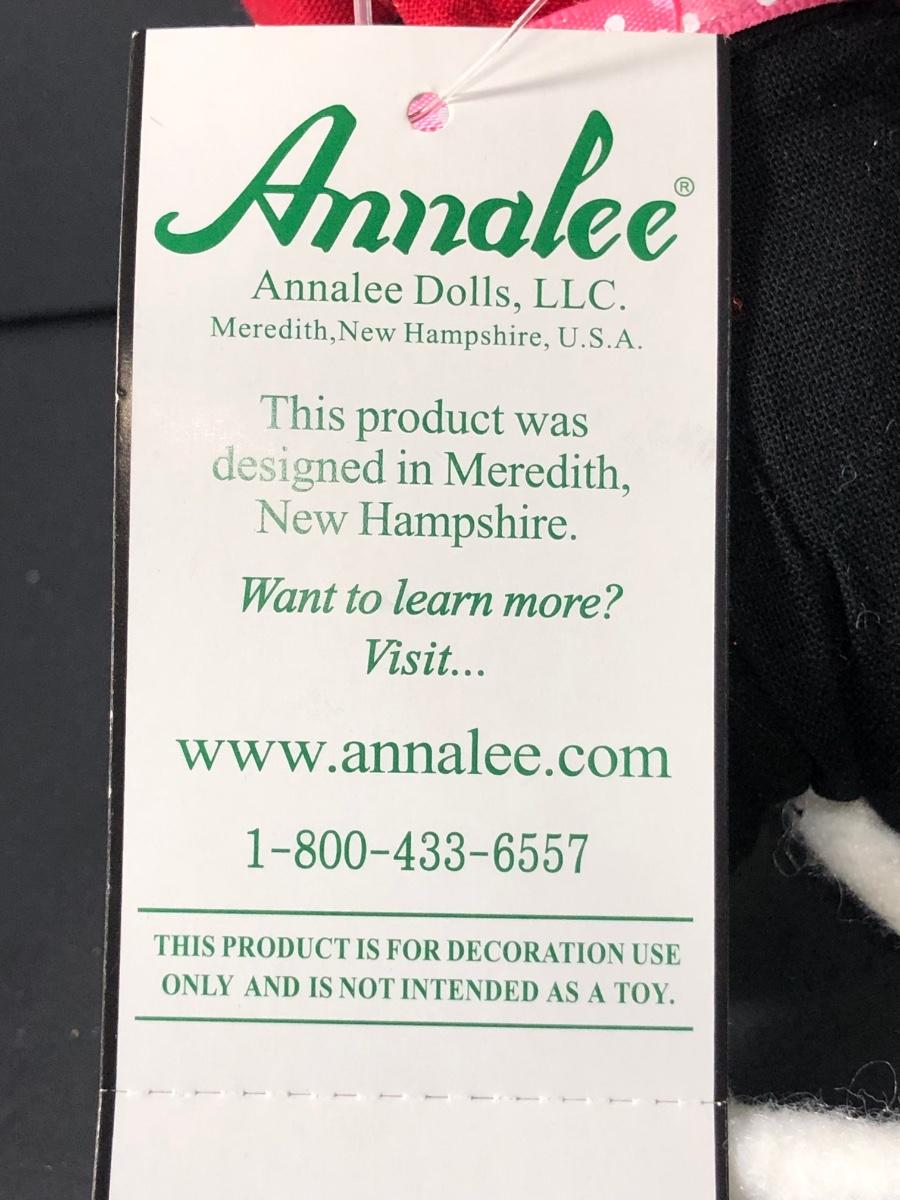 Annalee®
Annalee Dolls, LLC.
Meredith,New Hampshire, U.S.A.
This product was
designed in Meredith,
New Hampshire.
Want to learn more?
Visit...
www.annalee.com
1-800-433-6557
THIS PRODUCT IS FOR DECORATION USE
ONLY AND IS NOT INTENDED AS A TOY.